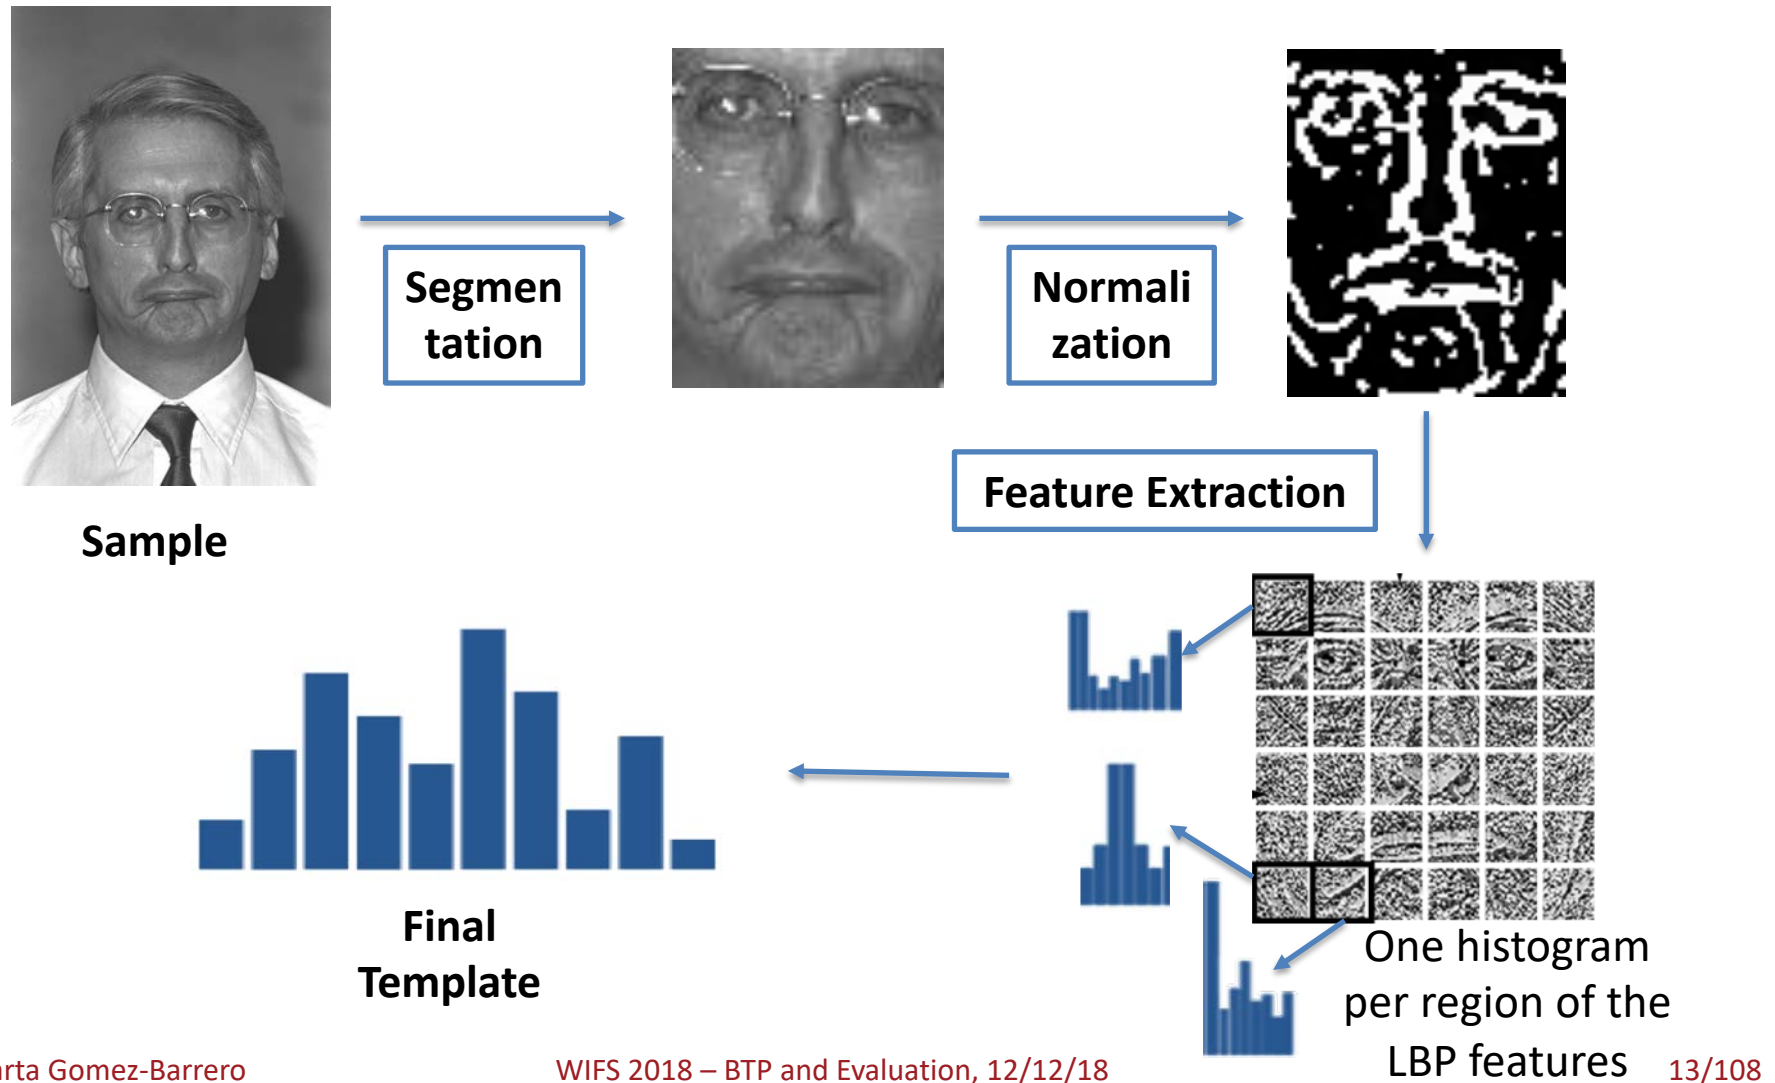 Segmen
tation
Normali
zation
Feature Extraction
Sample
Final
Template
One histogram
per region of the
LBP features
arta Gomez-Barrero
WIFS 2018 – BTP and Evaluation, 12/12/18
13/108